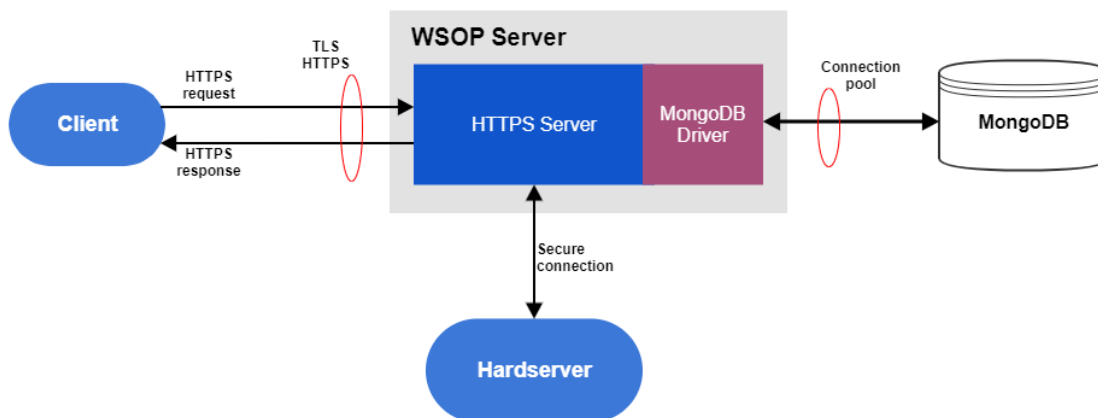 WSOP Server
TLS
HTTPS
HTTPS
request
Client
HTTPS
response
HTTPS Server
MongoDB
Driver
Connection
pool
MongoDB
Secure
connection
Hardserver